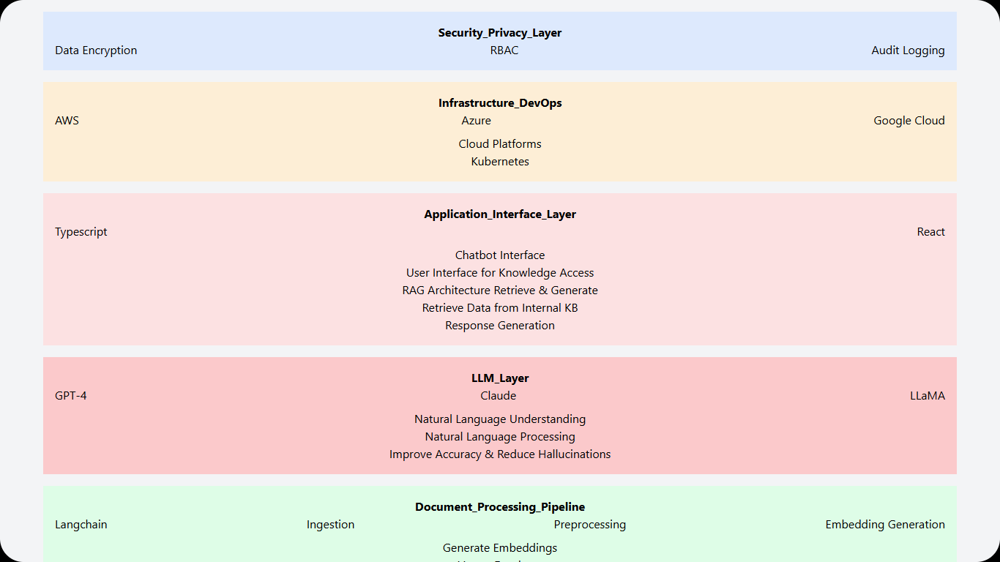 Security_Privacy_Layer
Data Encryption RBAC Audit Logging
Infrastructure_DevOps
AWS Azure Google Cloud
Cloud Platforms
Kubernetes
Application_Interface_Layer
Typescript React
Chatbot Interface
User Interface for Knowledge Access
RAG Architecture Retrieve & Generate
Retrieve Data from Internal KB
Response Generation
LLM_Layer
GPT-4 Claude LLaMA
Natural Language Understanding
Natural Language Processing
Improve Accuracy & Reduce Hallucinations
Document_Processing_Pipeline
Langchain Ingestion Preprocessing Embedding Generation
Generate Embeddings